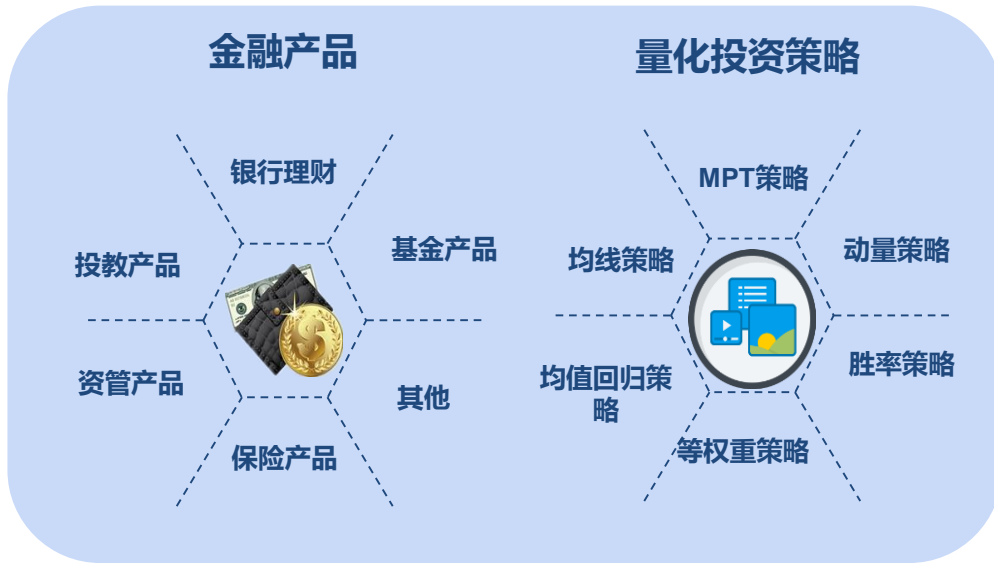 金融产品
银行理财
基金产品
投教产品
资管产品
其他
保险产品
量化投资策略
MPT策略
动量策略
均线策略
胜率策略
均值回归策
略
等权重策略